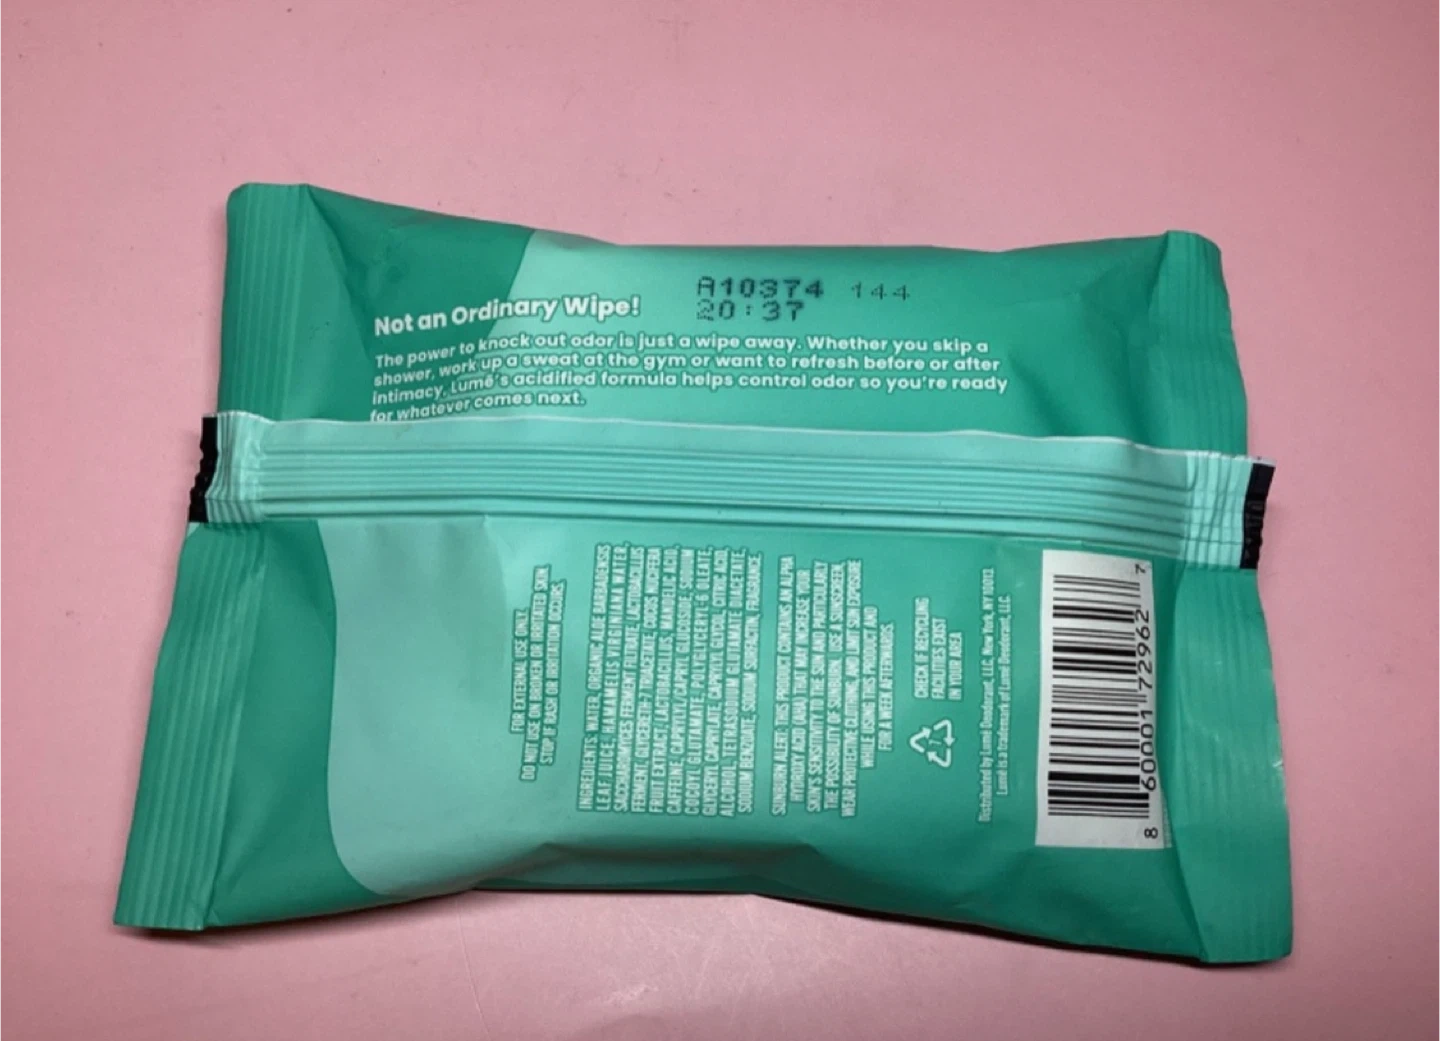 A10374 144
20:37
Not an Ordinary Wipe!
The power to knock out odor is just a wipe away. Whether you skip a
shower, work up a sweat at the gym or want to refresh before or after
intimacy, Lumē's acidified formula helps control odor so you're ready
for whatever comes next.
FOR EXTERNAL USE ONLY.
DO NOT USE ON BROKEN OR IRRITATED SKIN.
STOP IF RASH OR IRRITATION OCCURS.
INGREDIENTS: WATER, ORGANIC ALOE BARBADENSIS
LEAF JUICE, HAMAMELIS VIRGINIANA WATER,
SACCHAROMYCES FERMENT FILTRATE, LACTOBACILLUS
FERMENT, GLYCERETH-7 TRIACETATE, COCOS NUCIFERA
FRUIT EXTRACT, LACTOBACILLUS, MANDELIC ACID,
CAFFEINE, CAPRYLYL/CAPRYL GLUCOSIDE, SODIUM
COCOYL GLUTAMATE, POLYGLYCERYL-6 OLEATE,
GLYCERYL CAPRYLATE, CAPRYLYL GLYCOL, CITRIC ACID,
ALCOHOL, TETRASODIUM GLUTAMATE DIACETATE,
SODIUM BENZOATE, SODIUM SURFACTIN, FRAGRANCE.
SUNBURN ALERT: THIS PRODUCT CONTAINS AN ALPHA
HYDROXY ACID (AHA) THAT MAY INCREASE YOUR
SKIN'S SENSITIVITY TO THE SUN AND PARTICULARLY
THE POSSIBILITY OF SUNBURN. USE A SUNSCREEN,
WEAR PROTECTIVE CLOTHING, AND LIMIT SUN EXPOSURE
WHILE USING THIS PRODUCT AND
FOR A WEEK AFTERWARDS.
CHECK IF RECYCLING
FACILITIES EXIST
IN YOUR AREA
Distributed by Lumē Deodorant, LLC. New York, NY 10013.
Lumē is a trademark of Lumē Deodorant, LLC
8 60001 72962 7